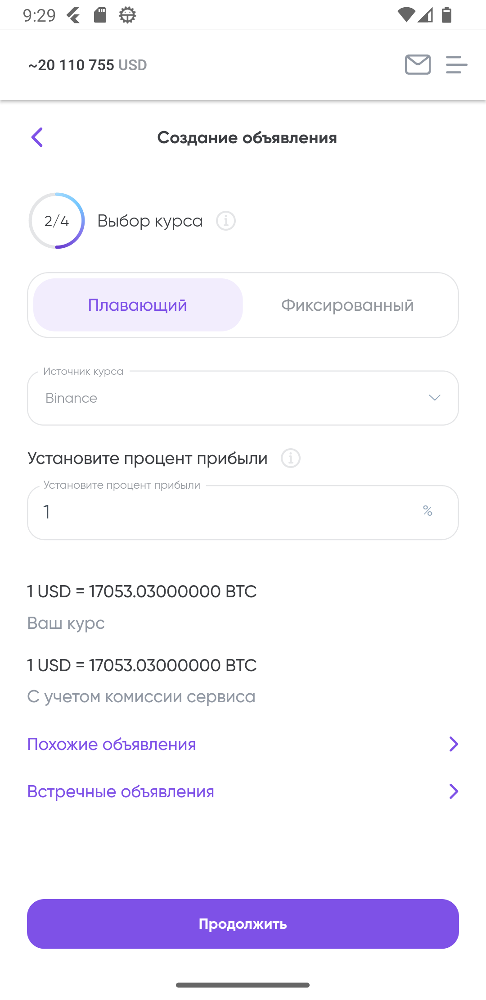 9:29
~20 110 755 USD
Создание объявления
2/4
Выбор курса
Плавающий
Фиксированный
Источник курса
Binance
Установите процент прибыли
Установите процент прибыли
1 %
1 USD = 17053.03000000 BTC
Ваш курс
1 USD = 17053.03000000 BTC
С учетом комиссии сервиса
Похожие объявления
Встречные объявления
Продолжить